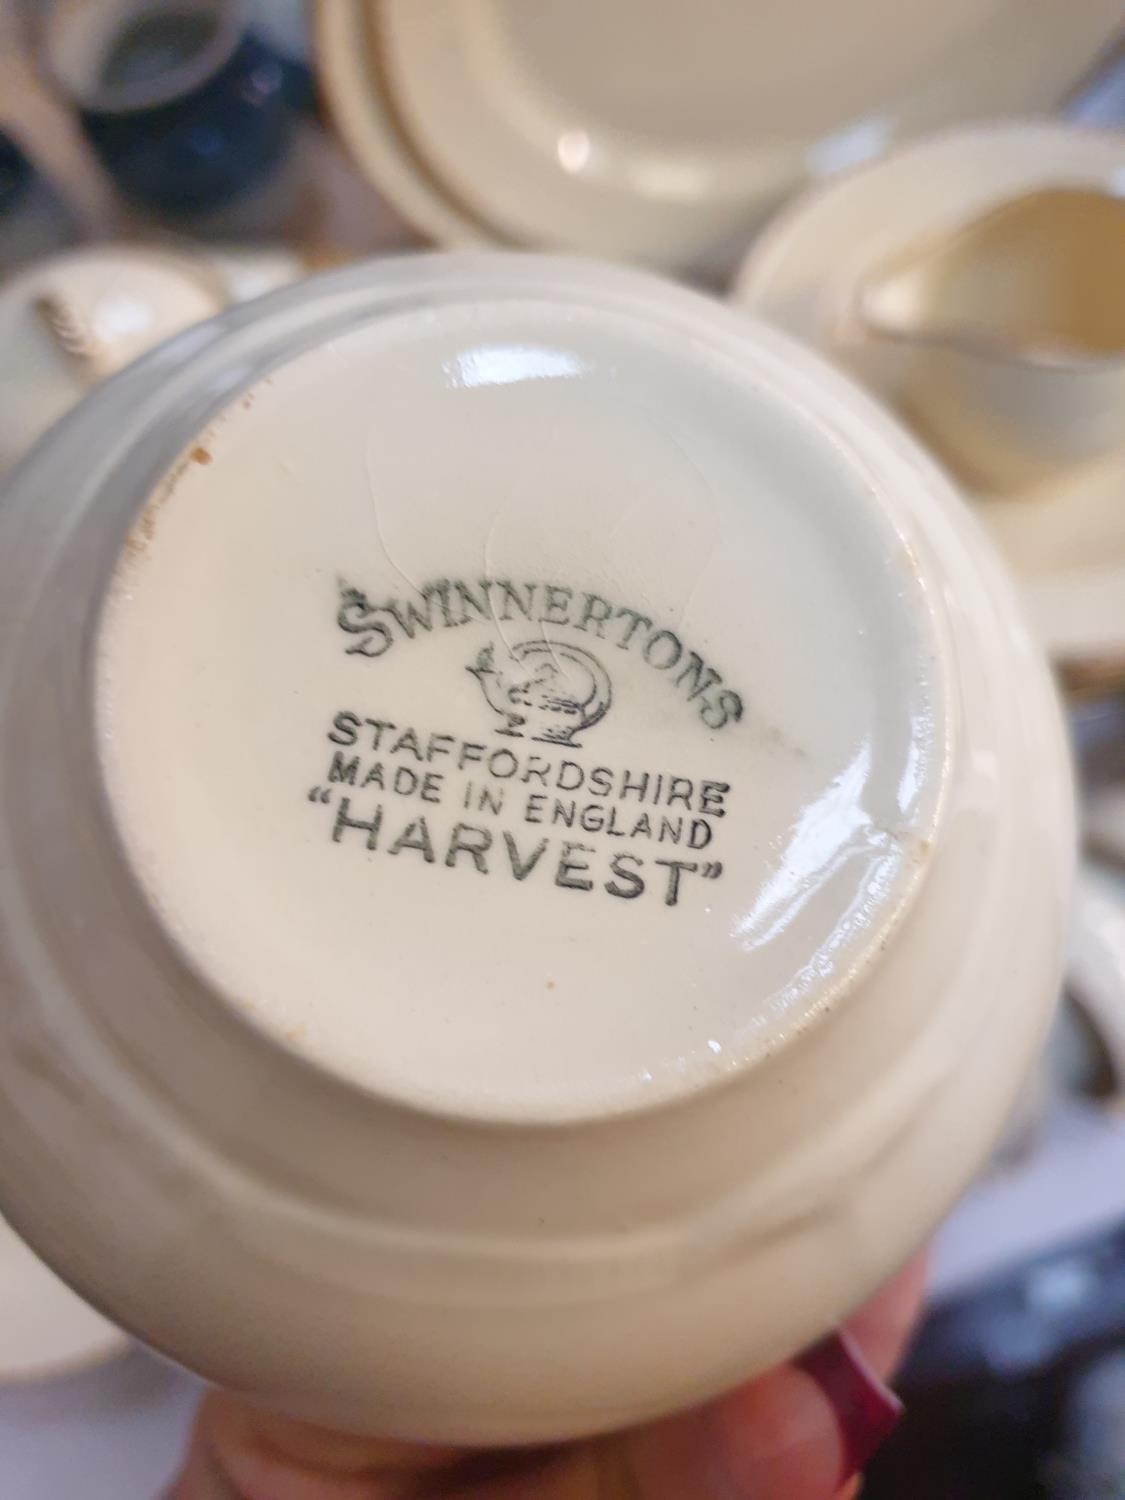 SWINNERTONS
STAFFORDSHIRE
MADE IN ENGLAND
"HARVEST"